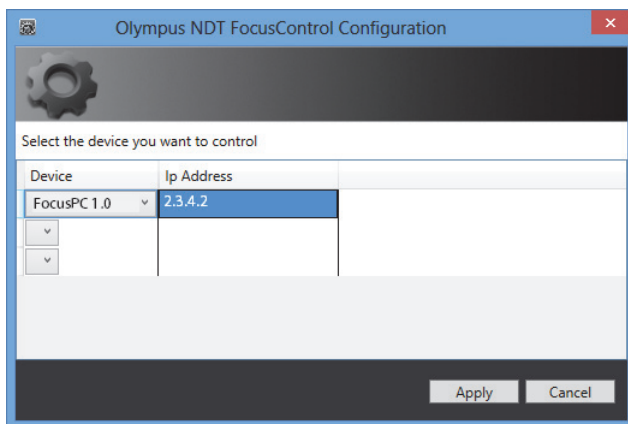 Olympus NDT FocusControl Configuration
Select the device you want to control
Device Ip Address
FocusPC 1.0 2.3.4.2
Apply Cancel